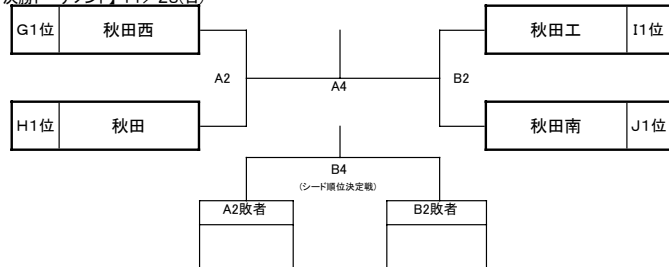 G1位 秋田西
秋田工 I1位
A2
A4
B2
H1位 秋田
秋田南 J1位
B4
(シード順位決定戦)
A2敗者
B2敗者